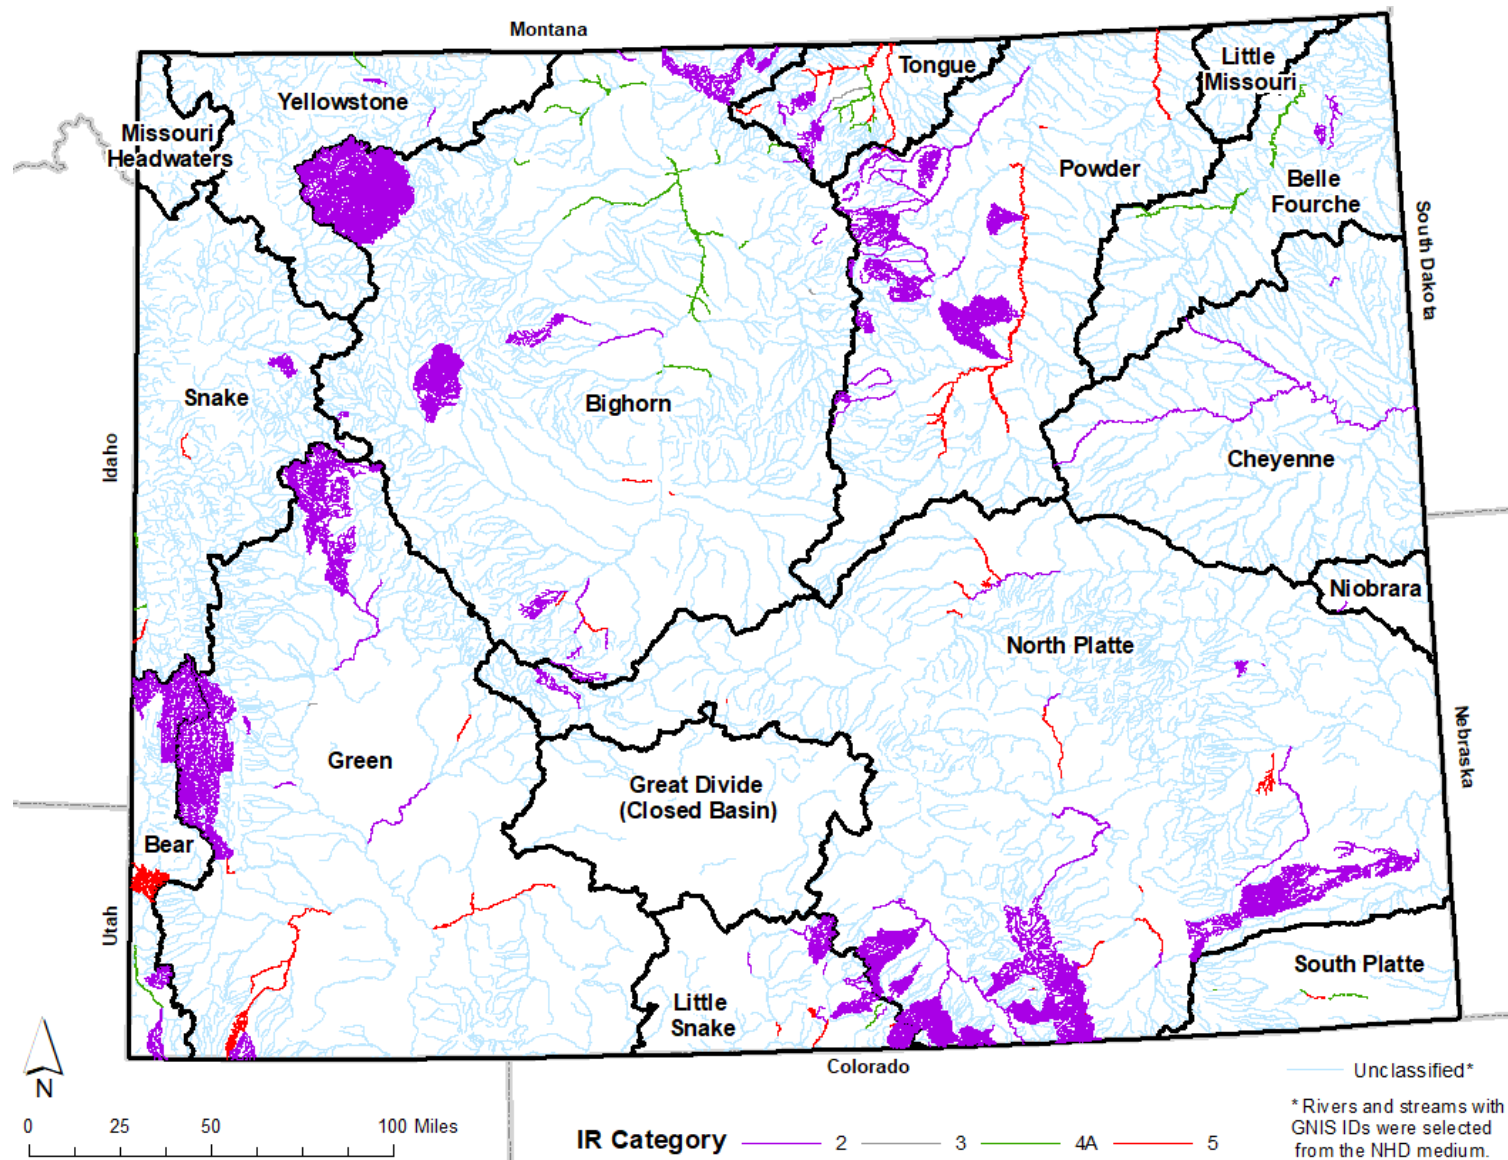 Montana
Tongue
Little
Missouri
Yellowstone
Missouri
Headwaters
Powder
Belle
Fourche
South Dakota
Snake
Bighorn
Idaho
Cheyenne
Niobrara
North Platte
Green
Great Divide
(Closed Basin)
Nebraska
Bear
Utah
South Platte
Little
Snake
Colorado
N
0 25 50 100 Miles
IR Category 2 3 4A 5
Unclassified*
* Rivers and streams with
GNIS IDs were selected
from the NHD medium.